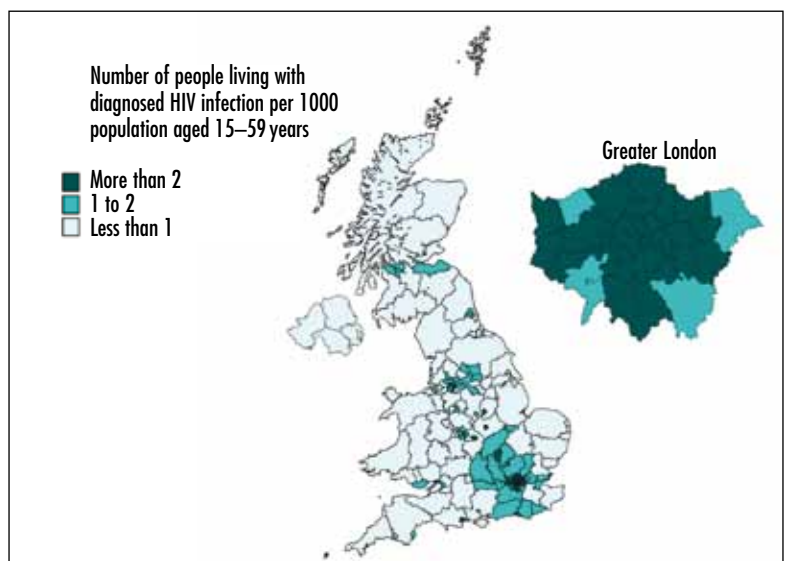 Number of people living with
diagnosed HIV infection per 1000
population aged 15–59 years
More than 2
1 to 2
Less than 1
Greater London